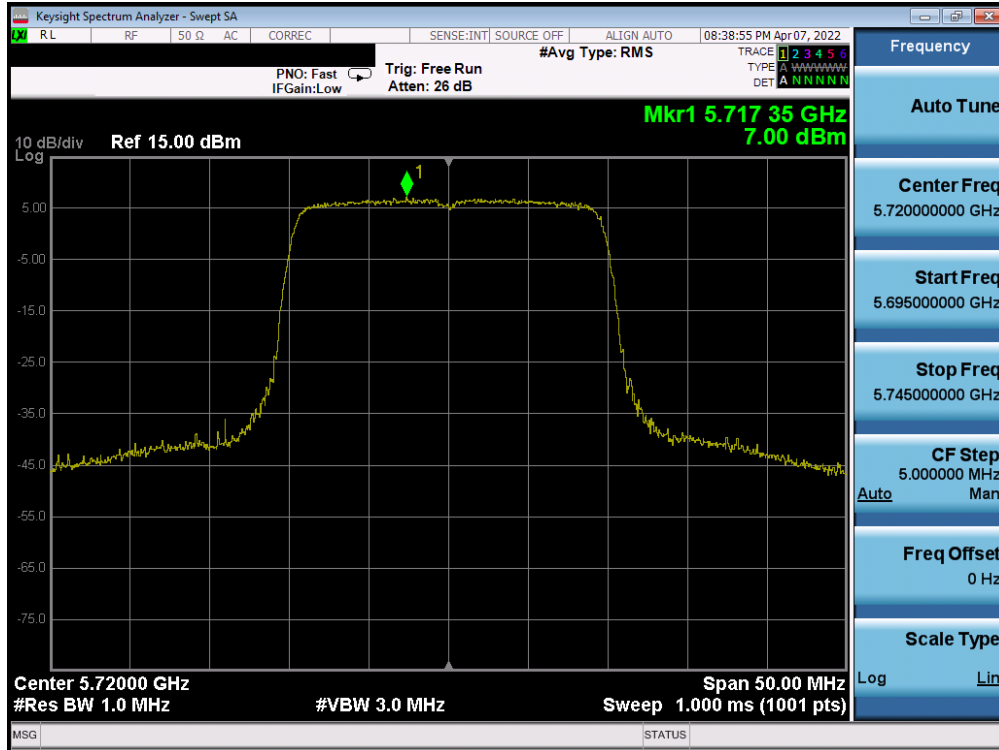 Keysight Spectrum Analyzer - Swept SA
LXI RL RF 50 Ω AC CORREC SENSE:INT SOURCE OFF ALIGN AUTO 08:38:55 PM Apr 07, 2022
#Avg Type: RMS
TRACE 1 2 3 4 5 6
TYPE A WWWWW
DET A N N N N N
PNO: Fast
IFGain:Low
Trig: Free Run
Atten: 26 dB
Mkr1 5.717 35 GHz
7.00 dBm
10 dB/div Ref 15.00 dBm
Log
1
5.00
-5.00
-15.0
-25.0
-35.0
-45.0
-55.0
-65.0
-75.0
Center 5.72000 GHz Span 50.00 MHz
#Res BW 1.0 MHz #VBW 3.0 MHz Sweep 1.000 ms (1001 pts)
MSG STATUS
Frequency
Auto Tune
Center Freq
5.720000000 GHz
Start Freq
5.695000000 GHz
Stop Freq
5.745000000 GHz
CF Step
5.000000 MHz
Auto Man
Freq Offset
0 Hz
Scale Type
Log Lin